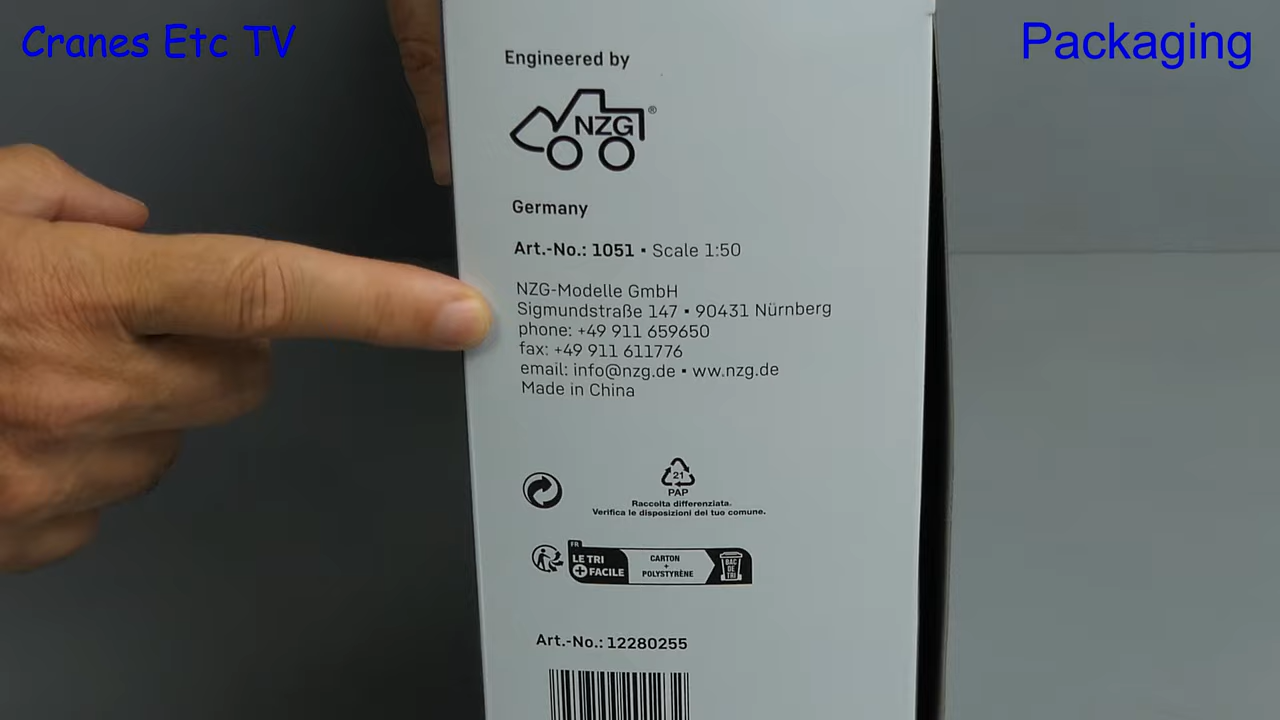 Cranes Etc TV
Packaging
Engineered by
NZG®
Germany
Art.-No.: 1051 ▪ Scale 1:50
NZG-Modelle GmbH
Sigmundstraße 147 ▪ 90431 Nürnberg
phone: +49 911 659650
fax: +49 911 611776
email: info@nzg.de ▪ ww.nzg.de
Made in China
21
PAP
Raccolta differenziata.
Verifica le disposizioni del tuo comune.
FR
LE TRI
+ FACILE
CARTON
+
POLYSTYRÈNE
BAC
DE
TRI
Art.-No.: 12280255